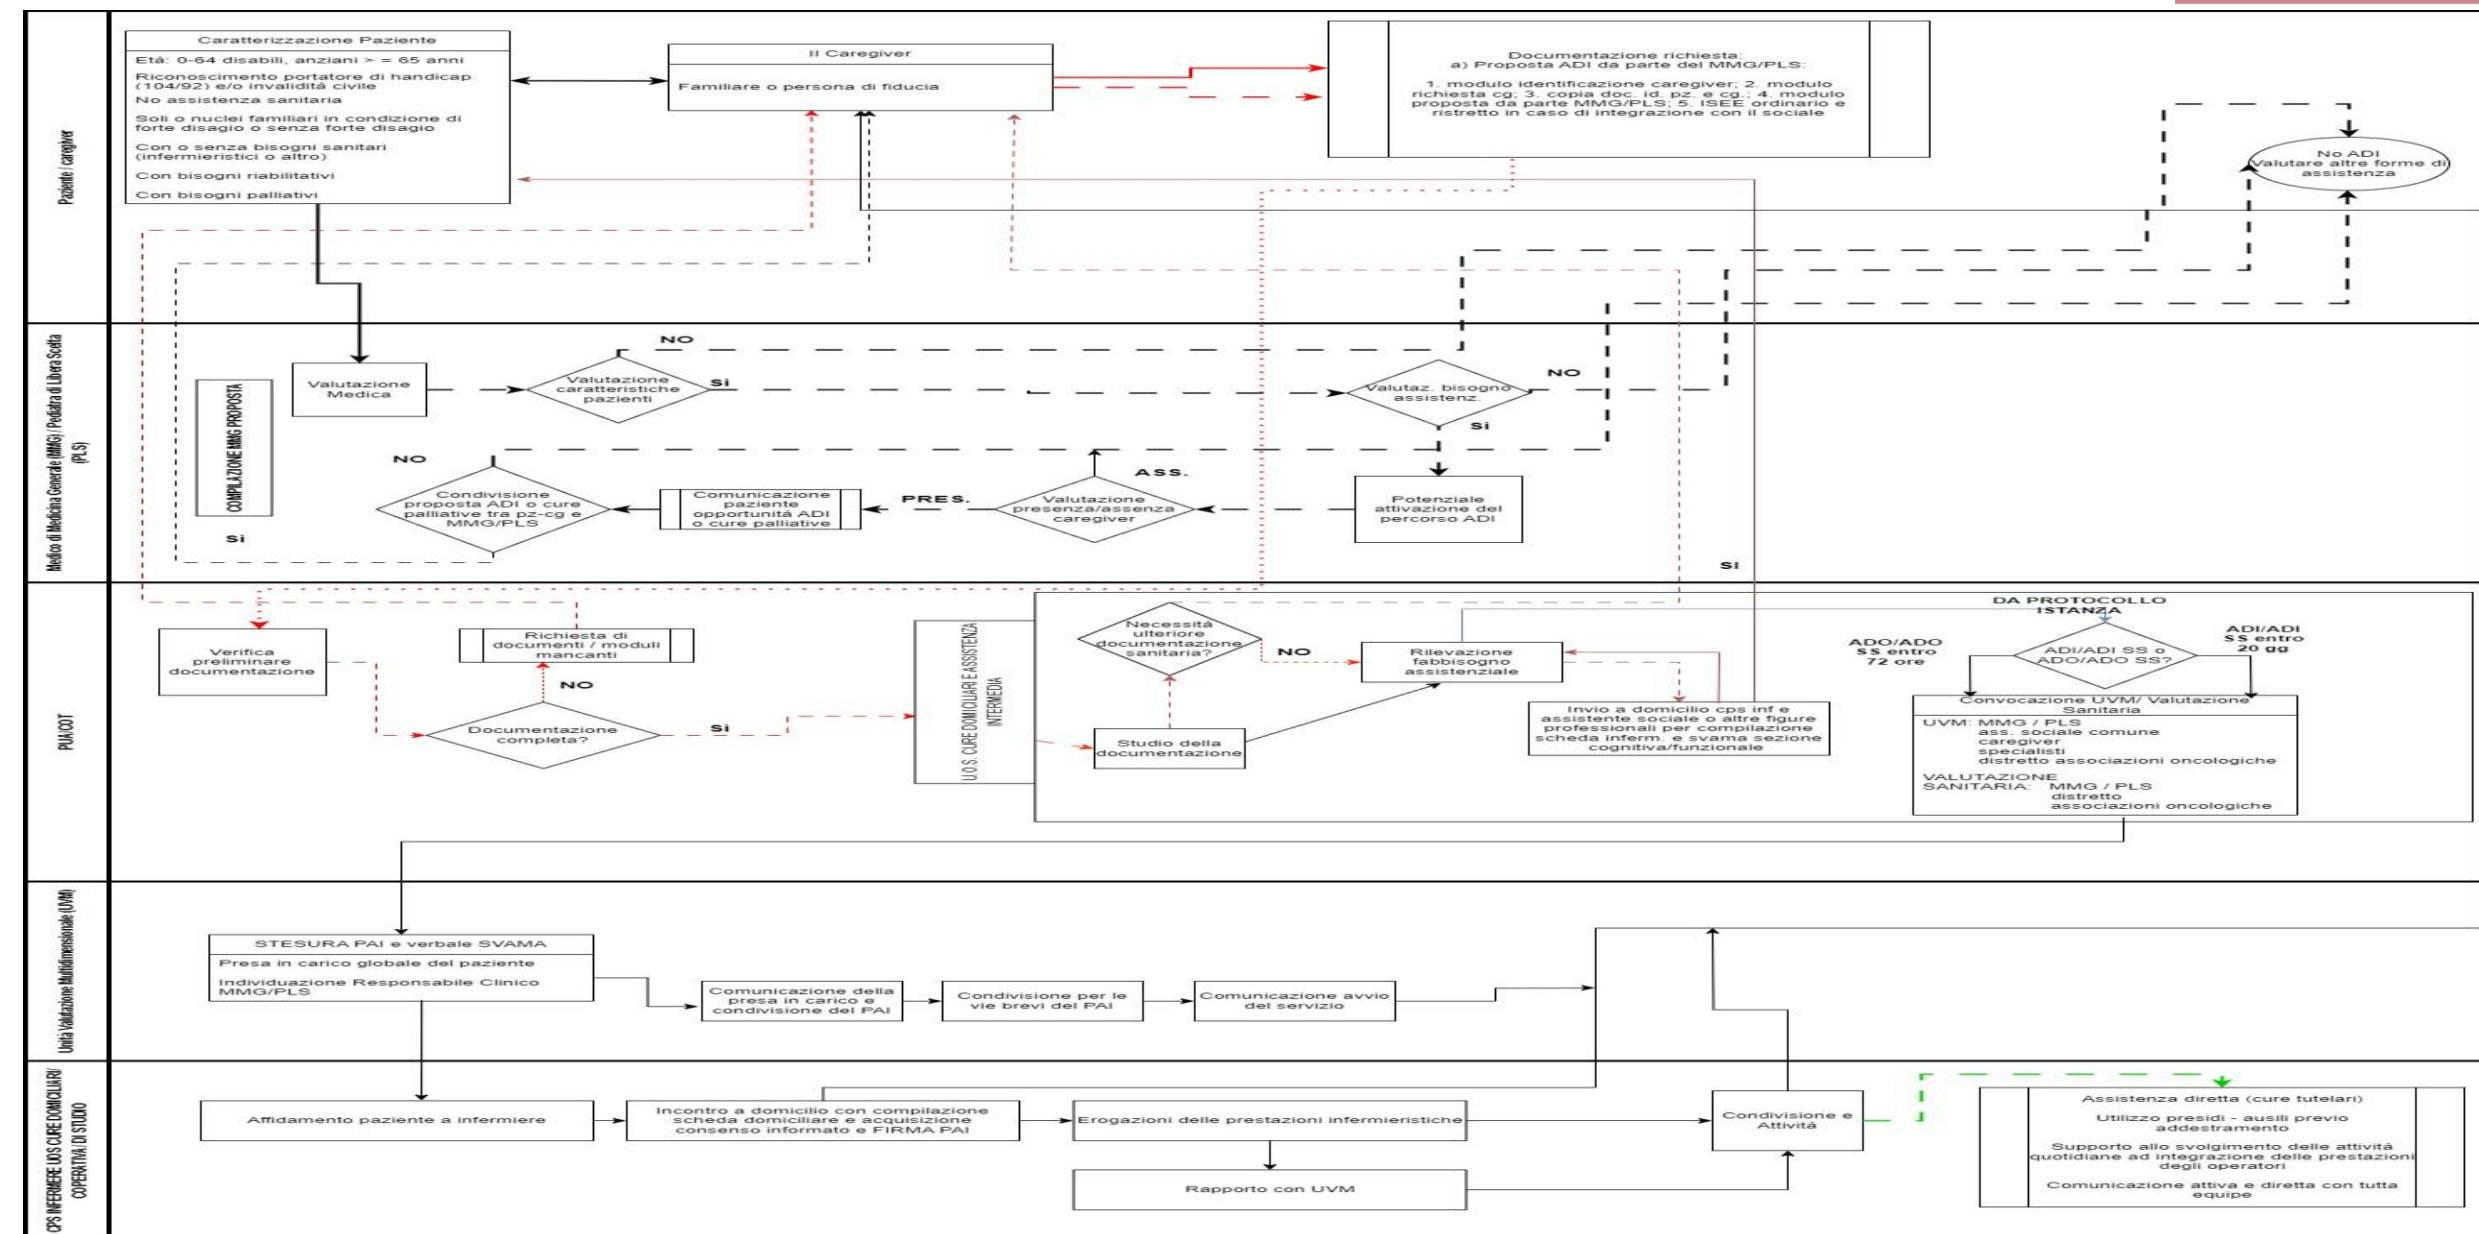 Paziente / caregiver
Caratterizzazione Paziente
Età: 0-64 disabili, anziani > = 65 anni
Riconoscimento portatore di handicap
(104/92) e/o invalidità civile
No assistenza sanitaria
Soli o nuclei familiari in condizione di
forte disagio o senza forte disagio
Con o senza bisogni sanitari
(infermieristici o altro)
Con bisogni riabilitativi
Con bisogni palliativi
Il Caregiver
Familiare o persona di fiducia
Documentazione richiesta:
a) Proposta ADI da parte del MMG/PLS:
1. modulo identificazione caregiver; 2. modulo
richiesta cg; 3. copia doc. id. pz. e cg.; 4. modulo
proposta da parte MMG/PLS; 5. ISEE ordinario e
ristretto in caso di integrazione con il sociale
No ADI
Valutare altre forme di
assistenza
Medico di Medicina Generale (MMG) / Pediatra di Libera Scelta
(PLS)
COMPILAZIONE MMG PROPOSTA
Sì
Valutazione
Medica
NO
Valutazione
caratteristiche
pazienti
Sì
Valutaz. bisogno
assistenz.
NO
Sì
NO
Condivisione
proposta ADI o cure
palliative tra pz-cg e
MMG/PLS
Comunicazione
paziente
opportunità ADI
o cure palliative
PRES.
ASS.
Valutazione
presenza/assenza
caregiver
Potenziale
attivazione del
percorso ADI
SI
PUA/COT
Verifica
preliminare
documentazione
Richiesta di
documenti / moduli
mancanti
NO
Documentazione
completa?
Sì
U.O.S. CURE DOMICILIARI E ASSISTENZA
INTERMEDIA
Necessità
ulteriore
documentazione
sanitaria?
NO
Studio della
documentazione
Rilevazione
fabbisogno
assistenziale
Invio a domicilio cps inf e
assistente sociale o altre figure
professionali per compilazione
scheda inferm. e svama sezione
cognitiva/funzionale
DA PROTOCOLLO
ISTANZA
ADO/ADO
SS entro
72 ore
ADI/ADI SS o
ADO/ADO SS?
ADI/ADI
SS entro
20 gg
Convocazione UVM/ Valutazione
Sanitaria
UVM: MMG / PLS
ass. sociale comune
caregiver
specialisti
distretto associazioni oncologiche
VALUTAZIONE
SANITARIA: MMG / PLS
distretto
associazioni oncologiche
Unità Valutazione Multidimensionale (UVM)
STESURA PAI e verbale SVAMA
Presa in carico globale del paziente
Individuazione Responsabile Clinico
MMG/PLS
Comunicazione della
presa in carico e
condivisione del PAI
Condivisione per le
vie brevi del PAI
Comunicazione avvio
del servizio
CPS INFERMIERE UOS CURE DOMICILIARI/
COPERATIVA/ DI STUDIO
Affidamento paziente a infermiere
Incontro a domicilio con compilazione
scheda domiciliare e acquisizione
consenso informato e FIRMA PAI
Erogazioni delle prestazioni infermieristiche
Rapporto con UVM
Condivisione e
Attività
Assistenza diretta (cure tutelari)
Utilizzo presidi - ausili previo
addestramento
Supporto allo svolgimento delle attività
quotidiane ad integrazione delle prestazioni
degli operatori
Comunicazione attiva e diretta con tutta
equipe